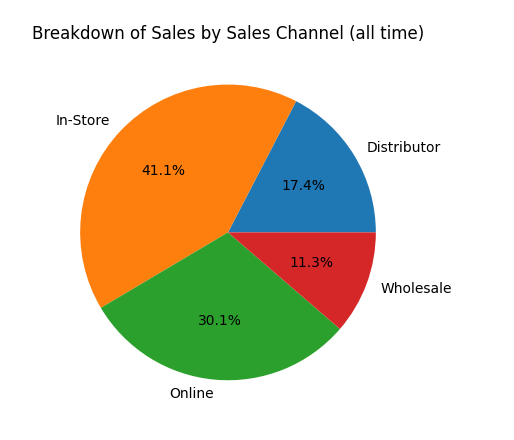 Breakdown of Sales by Sales Channel (all time)
In-Store
Distributor
41.1%
17.4%
11.3%
Wholesale
30.1%
Online